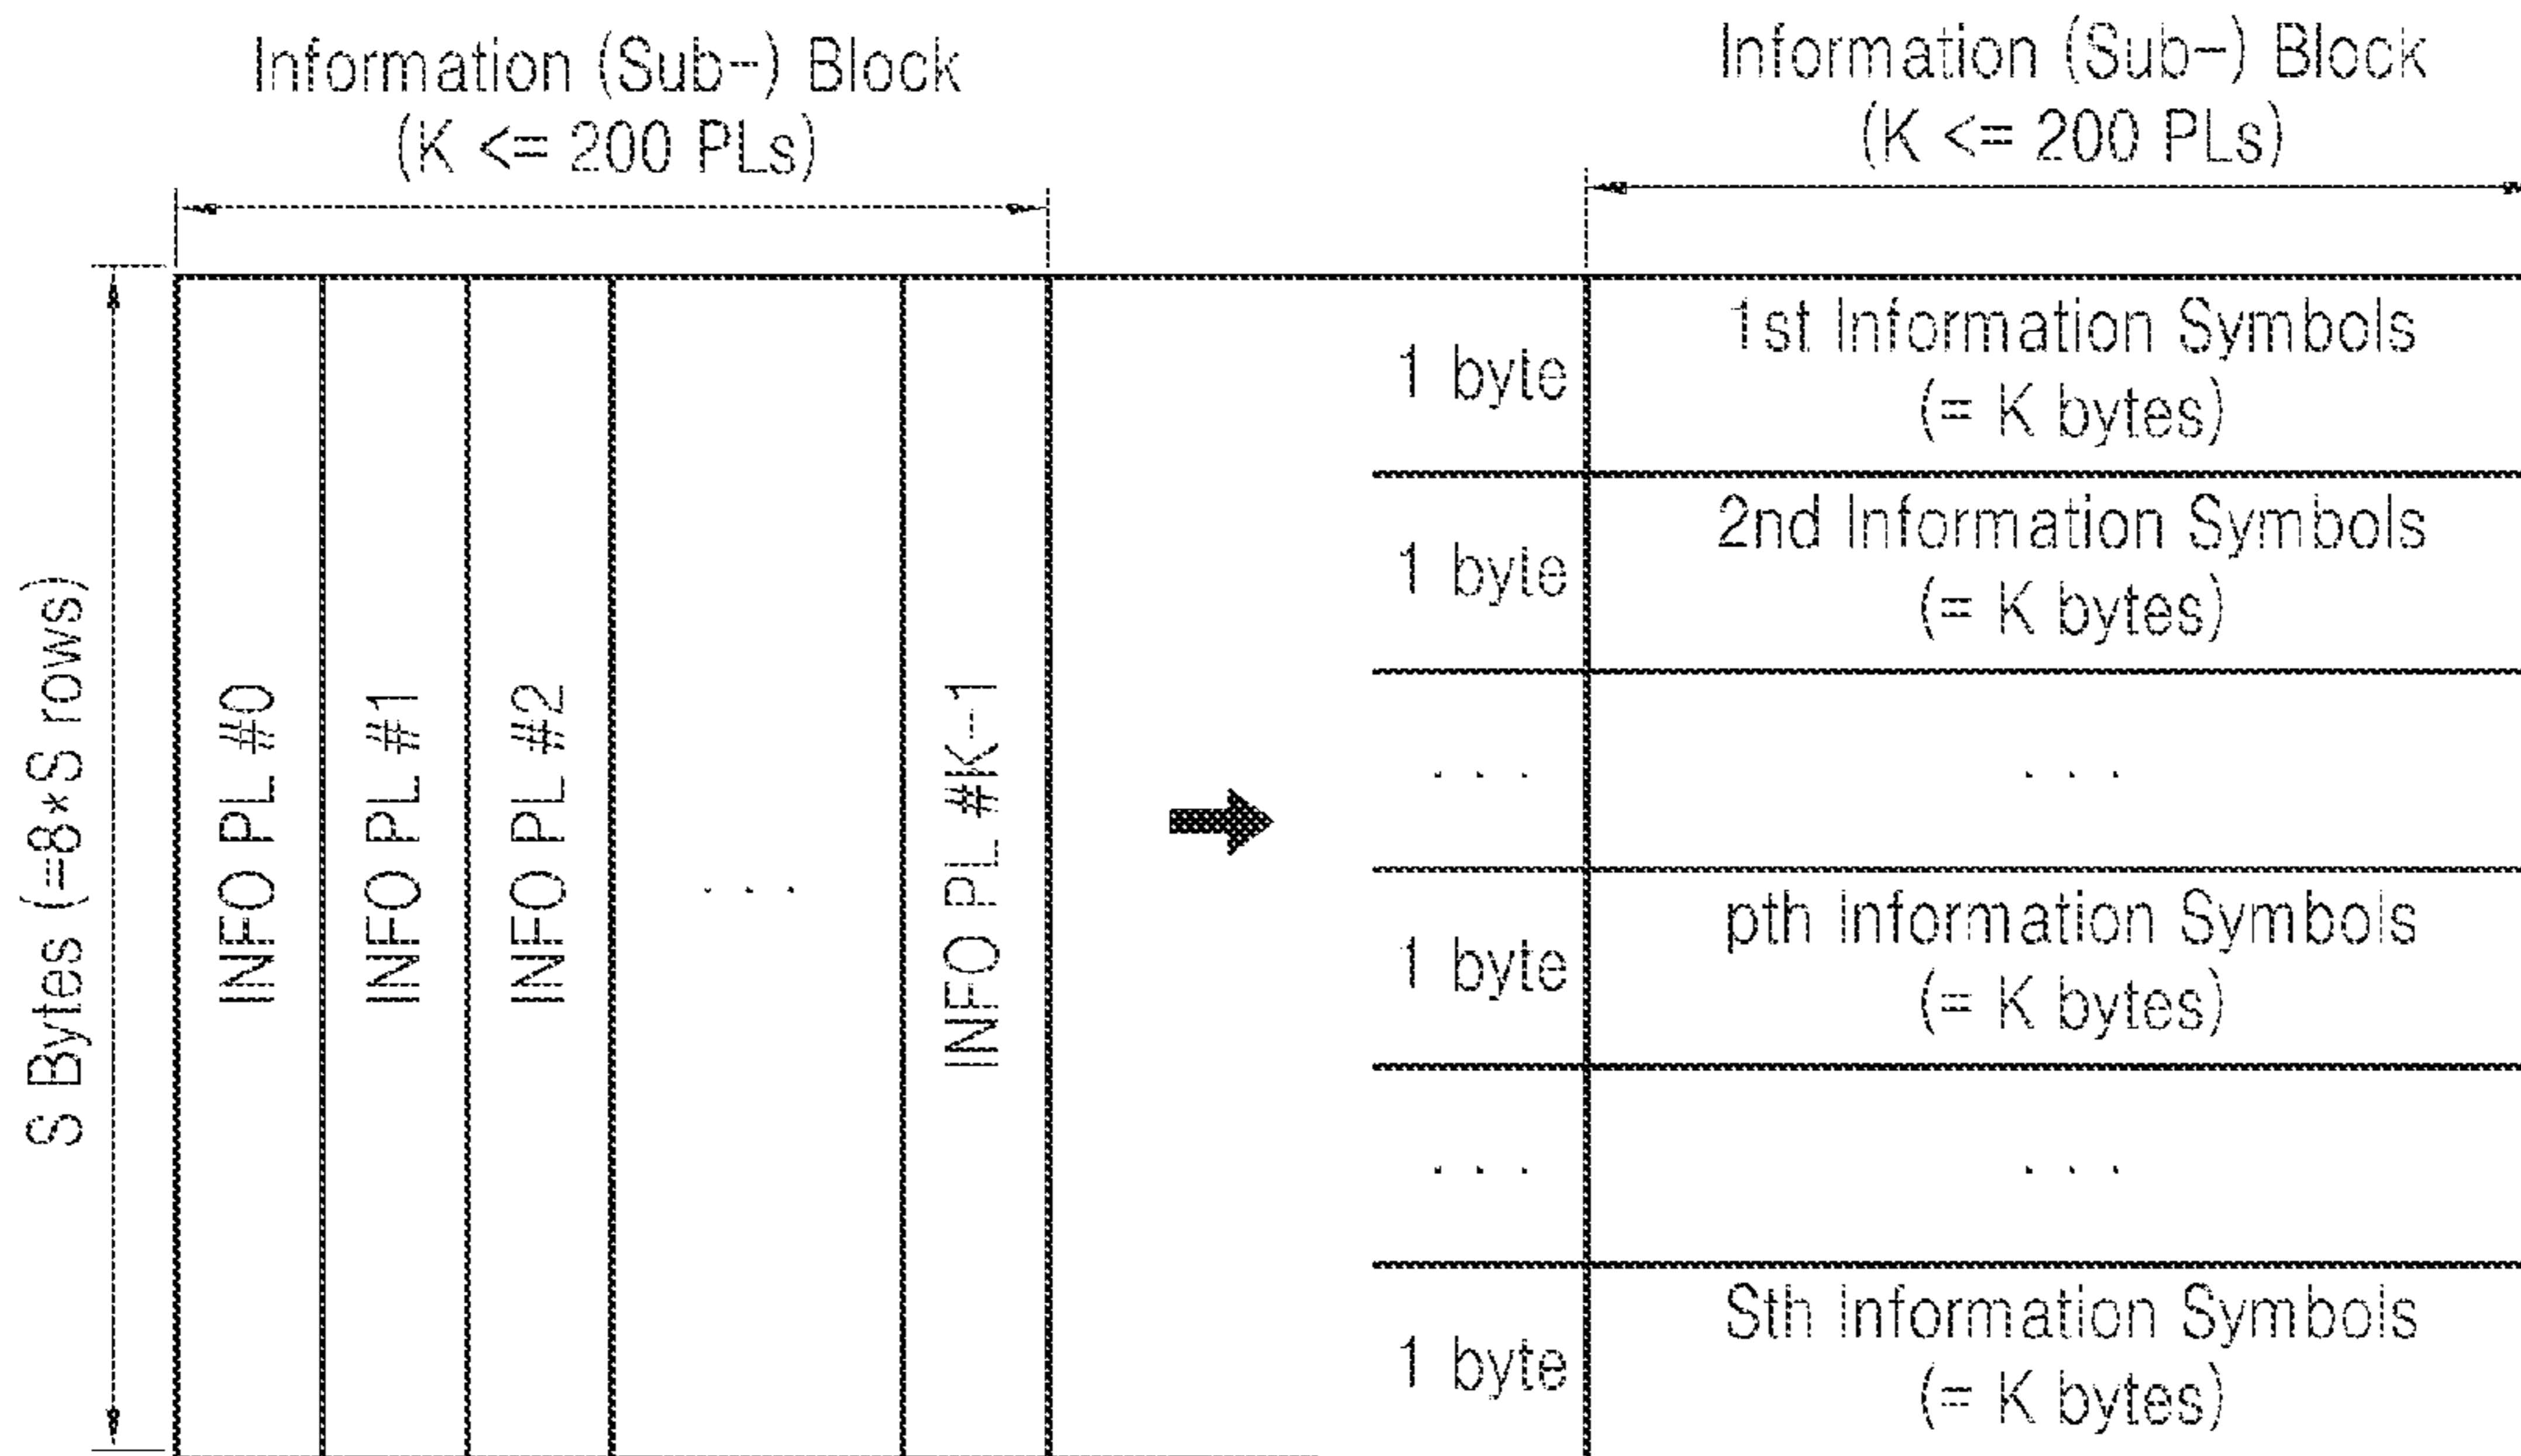 Information (Sub-) Block
(K <= 200 PLs)
S Bytes (=8*S rows)
INFO PL #0
INFO PL #1
INFO PL #2
. . .
INFO PL #K-1
Information (Sub-) Block
(K <= 200 PLs)
1 byte
1st Information Symbols
(= K bytes)
1 byte
2nd Information Symbols
(= K bytes)
. . .
. . .
1 byte
pth Information Symbols
(= K bytes)
. . .
. . .
1 byte
Sth Information Symbols
(= K bytes)